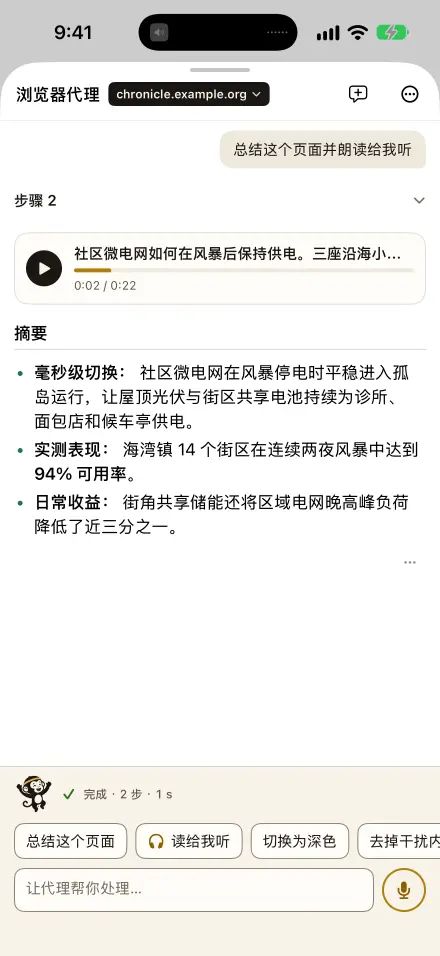 9:41
浏览器代理
chronicle.example.org
总结这个页面并朗读给我听
步骤 2
社区微电网如何在风暴后保持供电。三座沿海小...
0:02 / 0:22
摘要
毫秒级切换： 社区微电网在风暴停电时平稳进入孤
岛运行，让屋顶光伏与街区共享电池持续为诊所、
面包店和候车亭供电。
实测表现： 海湾镇 14 个街区在连续两夜风暴中达到
94% 可用率。
日常收益： 街角共享储能还将区域电网晚高峰负荷
降低了近三分之一。
完成 · 2 步 · 1 s
总结这个页面
读给我听
切换为深色
去掉干扰内
让代理帮你处理...